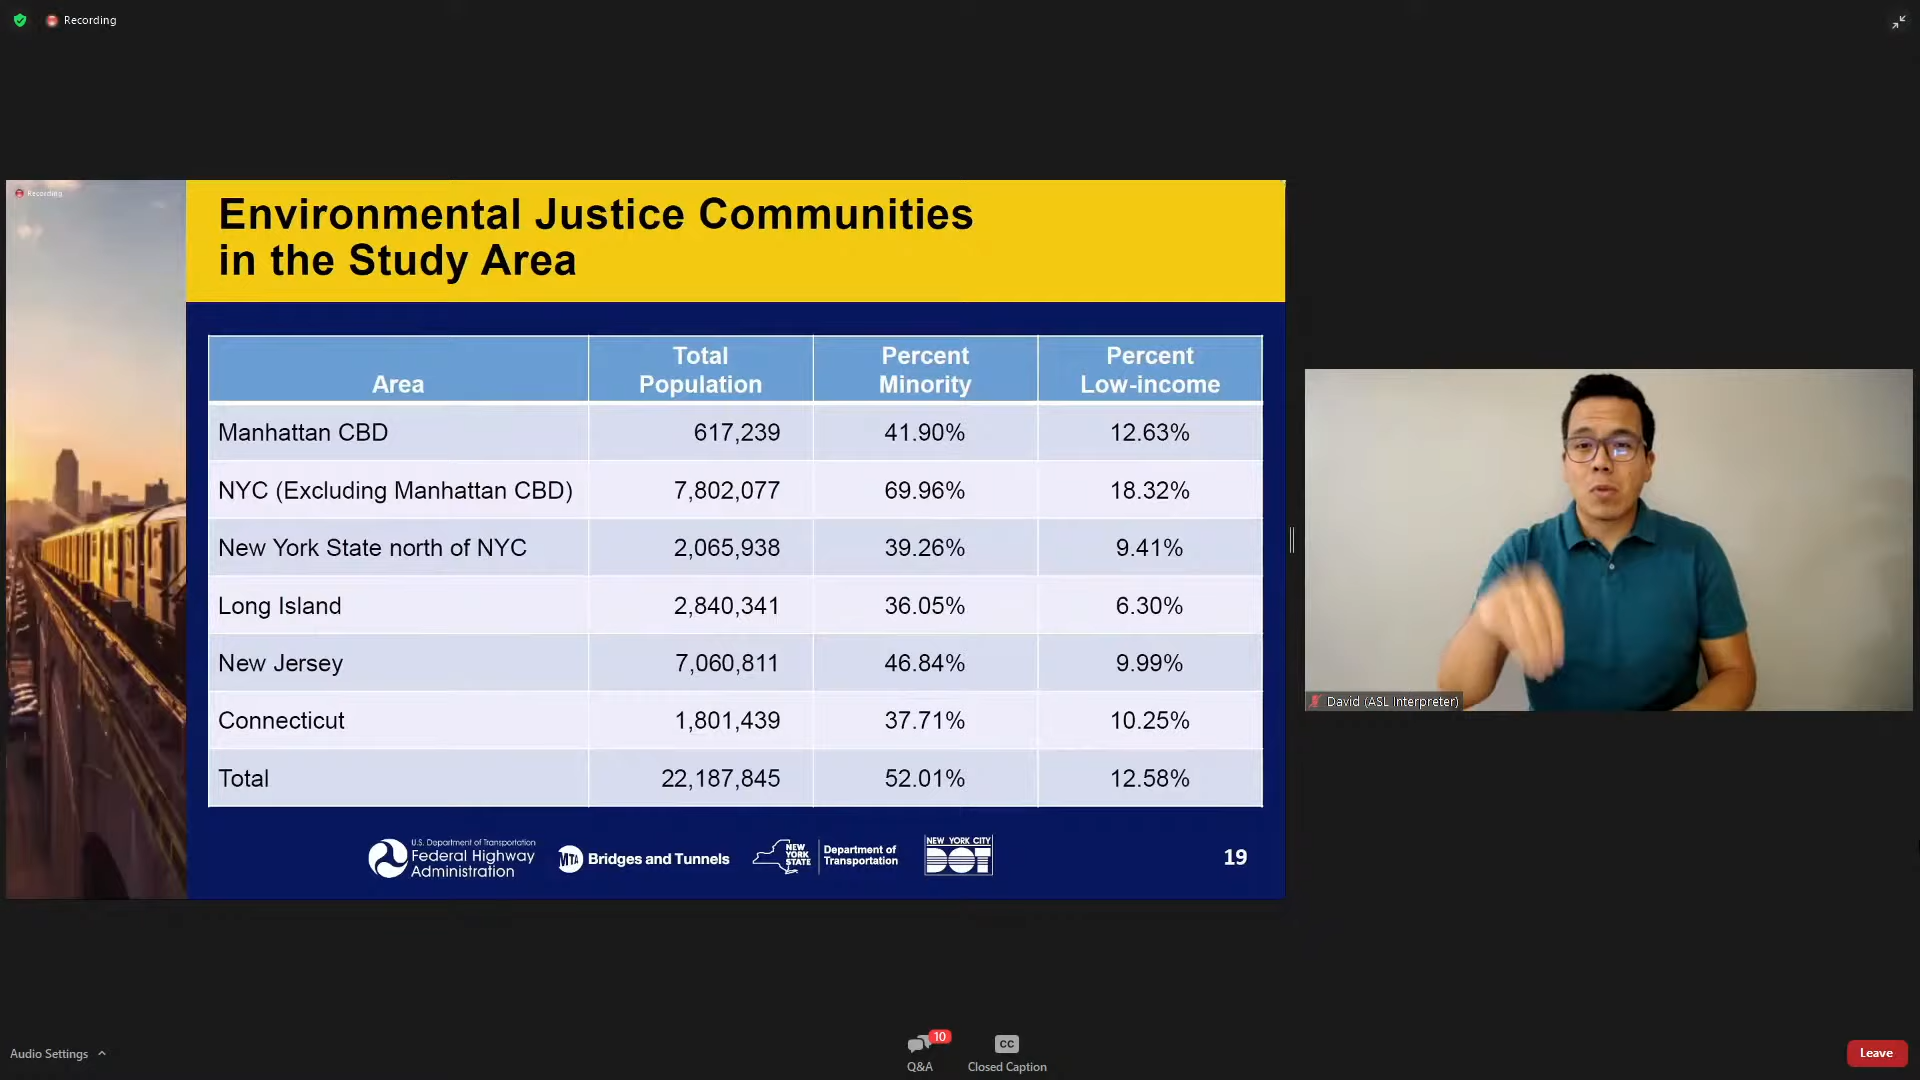 Recording
Recording
Environmental Justice Communities
in the Study Area
Area
Total
Population
Percent
Minority
Percent
Low-income
Manhattan CBD 617,239 41.90% 12.63%
NYC (Excluding Manhattan CBD) 7,802,077 69.96% 18.32%
New York State north of NYC 2,065,938 39.26% 9.41%
Long Island 2,840,341 36.05% 6.30%
New Jersey 7,060,811 46.84% 9.99%
Connecticut 1,801,439 37.71% 10.25%
Total 22,187,845 52.01% 12.58%
U.S. Department of Transportation
Federal Highway
Administration
MTA Bridges and Tunnels
NEW
YORK
STATE
Department of
Transportation
NEW YORK CITY
DOT
19
David (ASL Interpreter)
Audio Settings
10
Q&A
CC
Closed Caption
Leave